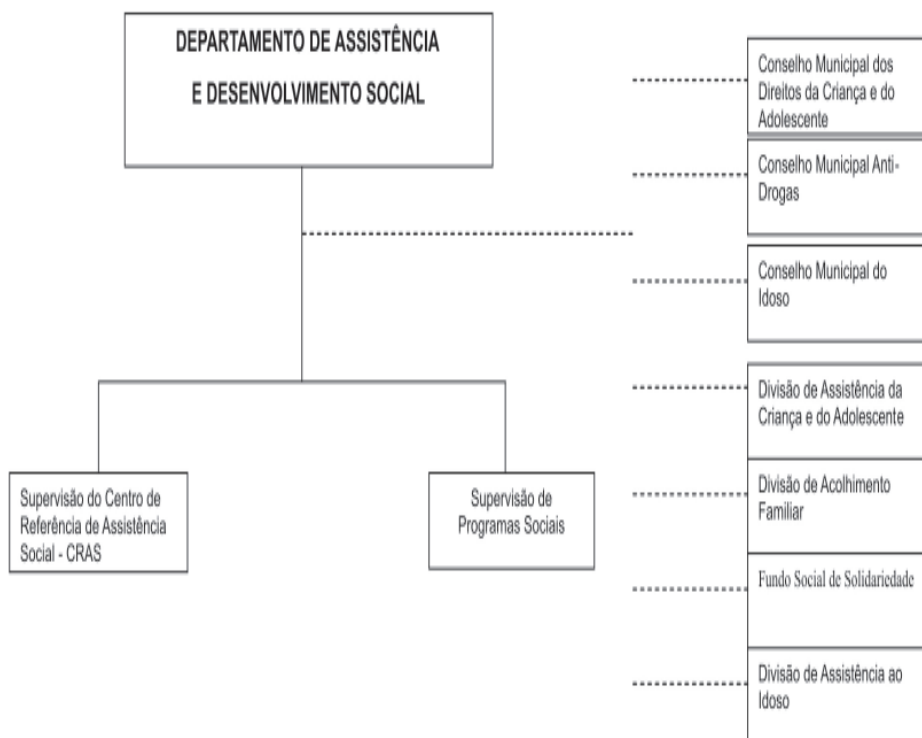 DEPARTAMENTO DE ASSISTÊNCIA
E DESENVOLVIMENTO SOCIAL
Conselho Municipal dos
Direitos da Criança e do
Adolescente
Conselho Municipal Anti-
Drogas
Conselho Municipal do
Idoso
Divisão de Assistência da
Criança e do Adolescente
Divisão de Acolhimento
Familiar
Fundo Social de Solidariedade
Divisão de Assistência ao
Idoso
Supervisão do Centro de
Referência de Assistência
Social - CRAS
Supervisão de
Programas Sociais